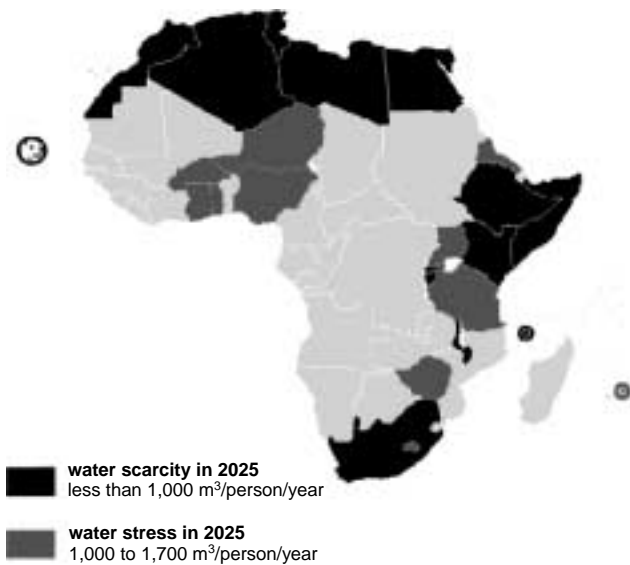 water scarcity in 2025
less than 1,000 m³/person/year
water stress in 2025
1,000 to 1,700 m³/person/year